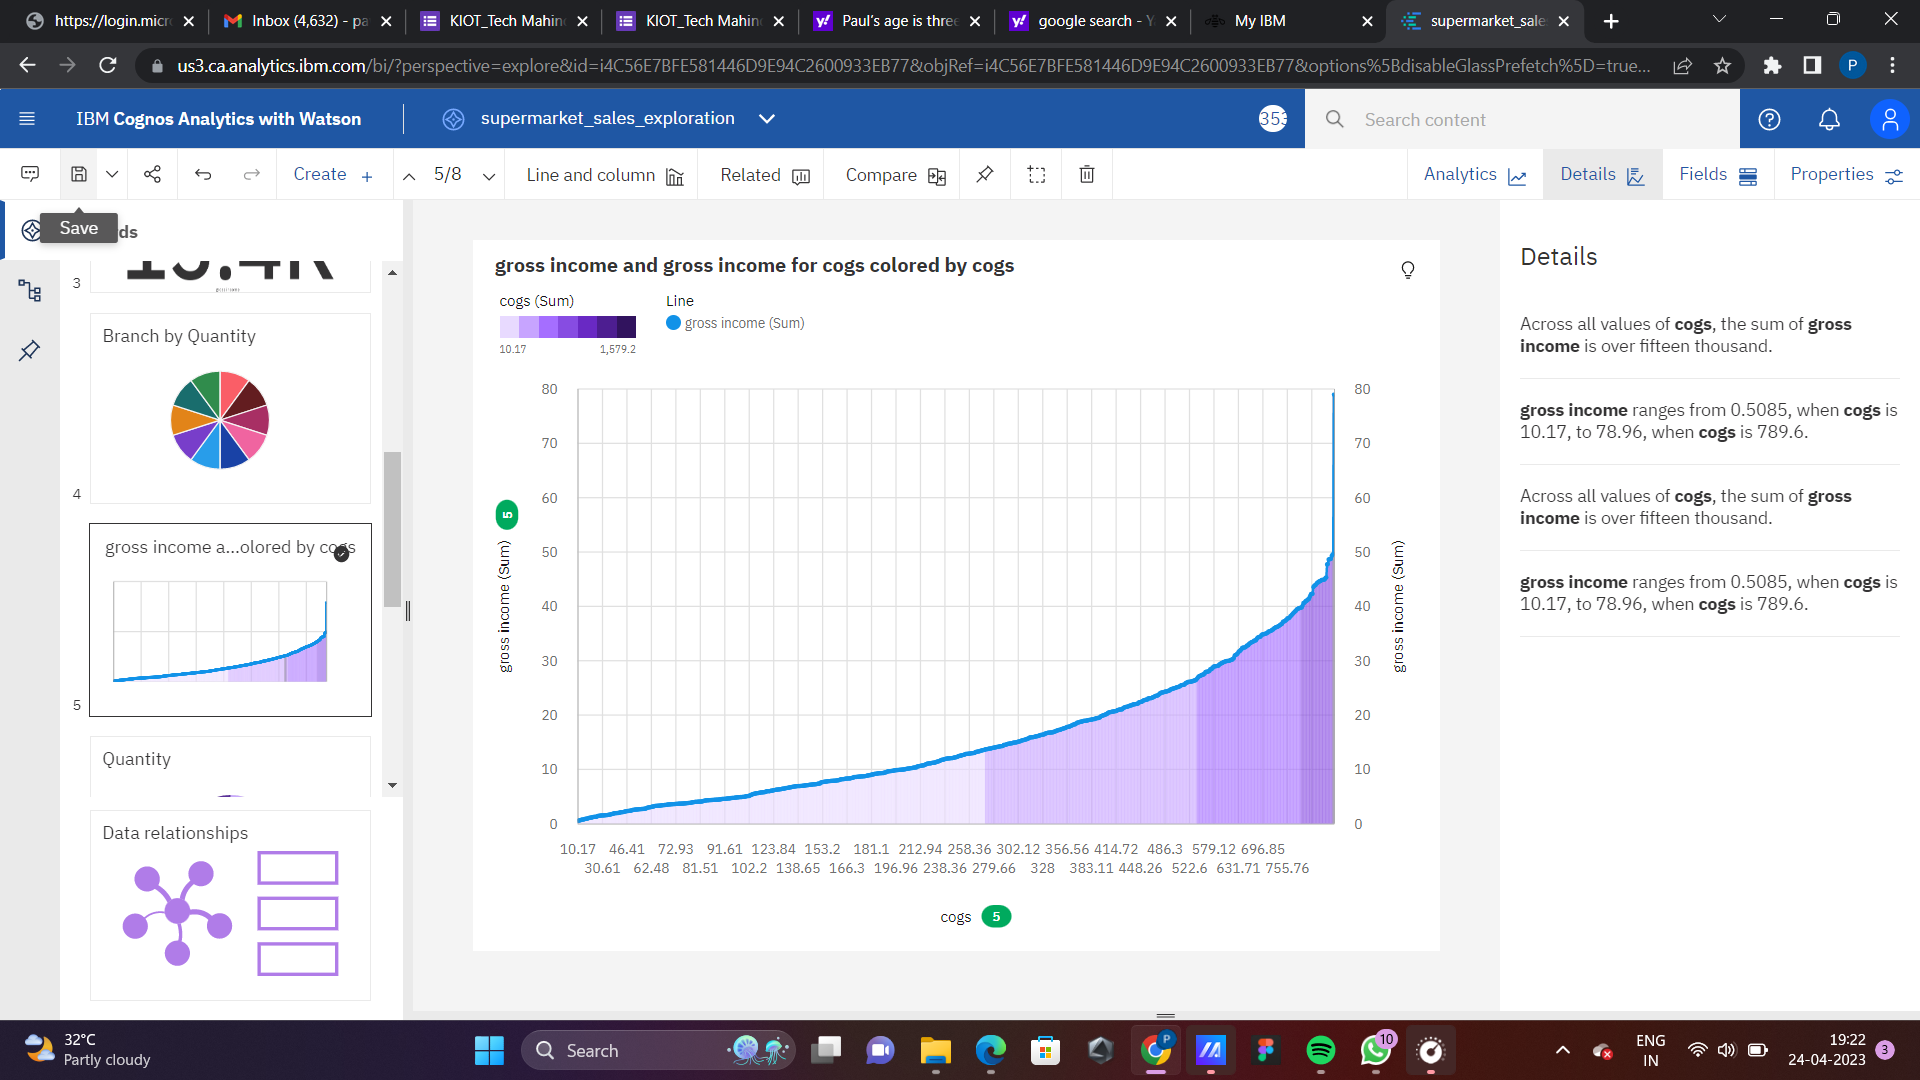 https://login.micr
Inbox (4,632) - pa
KIOT_Tech Mahin
KIOT_Tech Mahin
Paul's age is three
google search - Y
My IBM
supermarket_sale
us3.ca.analytics.ibm.com/bi/?perspective=explore&id=i4C56E7BFE581446D9E94C2600933EB77&objRef=i4C56E7BFE581446D9E94C2600933EB77&options%5BdisableGlassPrefetch%5D=true...
P
IBM Cognos Analytics with Watson
supermarket_sales_exploration
353
Search content
Create
5/8
Line and column
Related
Compare
Analytics
Details
Fields
Properties
Save
ds
3
Branch by Quantity
4
gross income a...olored by cogs
5
Quantity
Data relationships
gross income and gross income for cogs colored by cogs
cogs (Sum)
Line
gross income (Sum)
10.17 1,579.2
80 80
70 70
60 60
50 50
40 40
30 30
20 20
10 10
0 0
gross income (Sum) 5
gross income (Sum)
10.17 46.41 72.93 91.61 123.84 153.2 181.1 212.94 258.36 302.12 356.56 414.72 486.3 579.12 696.85
30.61 62.48 81.51 102.2 138.65 166.3 196.96 238.36 279.66 328 383.11 448.26 522.6 631.71 755.76
cogs 5
Details
Across all values of cogs, the sum of gross
income is over fifteen thousand.
gross income ranges from 0.5085, when cogs is
10.17, to 78.96, when cogs is 789.6.
Across all values of cogs, the sum of gross
income is over fifteen thousand.
gross income ranges from 0.5085, when cogs is
10.17, to 78.96, when cogs is 789.6.
32°C
Partly cloudy
Search
P
10
ENG
IN
19:22
24-04-2023
3